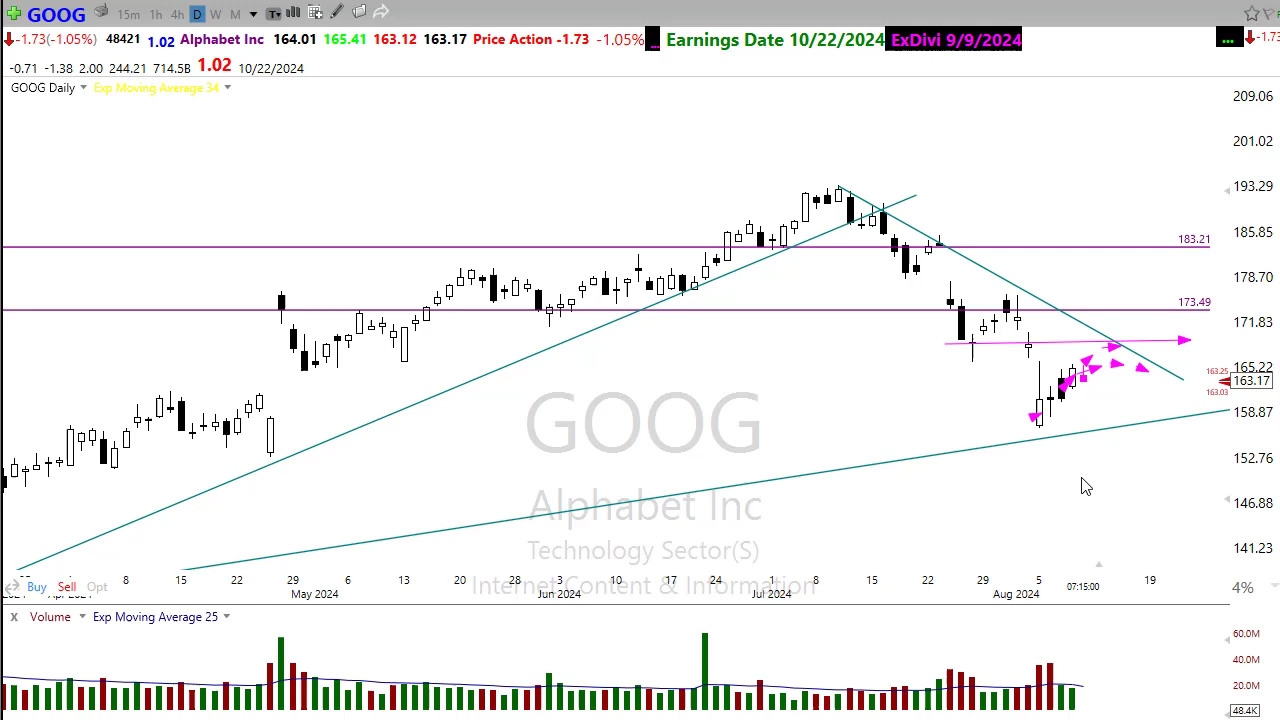 GOOG 15m 1h 4h D W M T
-1.73(-1.05%) 48421 1.02 Alphabet Inc 164.01 165.41 163.12 163.17 Price Action -1.73 -1.05% ... Earnings Date 10/22/2024 ExDivi 9/9/2024 ... -1.73
-0.71 -1.38 2.00 244.21 714.5B 1.02 10/22/2024
GOOG Daily Exp Moving Average 34
209.06
201.02
193.29
185.85
183.21
178.70
173.49
171.83
165.22
163.25
163.17
163.03
158.87
152.76
146.88
141.23
GOOG
Alphabet Inc
Technology Sector(S)
Internet Content & Information
Buy Sell Opt
8 15 22 29 6 13 20 28 10 17 24 1 8 15 22 29 5 07:15:00 19
May 2024 Jun 2024 Jul 2024 Aug 2024
4%
X Volume Exp Moving Average 25
60.0M
40.0M
20.0M
48.4K